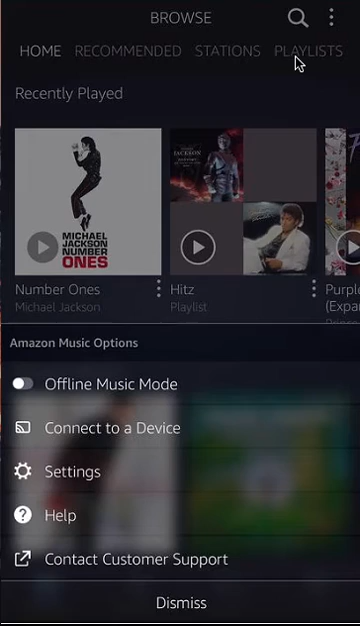 BROWSE
HOME RECOMMENDED STATIONS PLAYLISTS
Recently Played
MICHAEL
JACKSON
NUMBER
ONES
JACKSON
Number Ones
Michael Jackson
Hitz
Playlist
Purple
(Expa
Amazon Music Options
Offline Music Mode
Connect to a Device
Settings
Help
Contact Customer Support
Dismiss